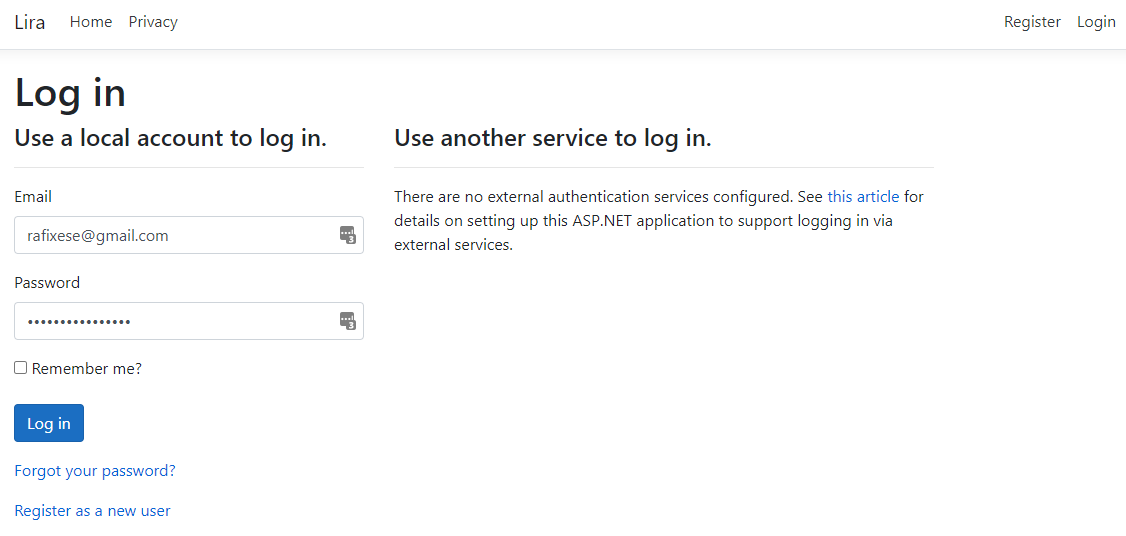 Lira Home Privacy Register Login
Log in
Use a local account to log in.
Email
rafixese@gmail.com
Password
••••••••••••••••
Remember me?
Log in
Forgot your password?
Register as a new user
Use another service to log in.
There are no external authentication services configured. See this article for
details on setting up this ASP.NET application to support logging in via
external services.